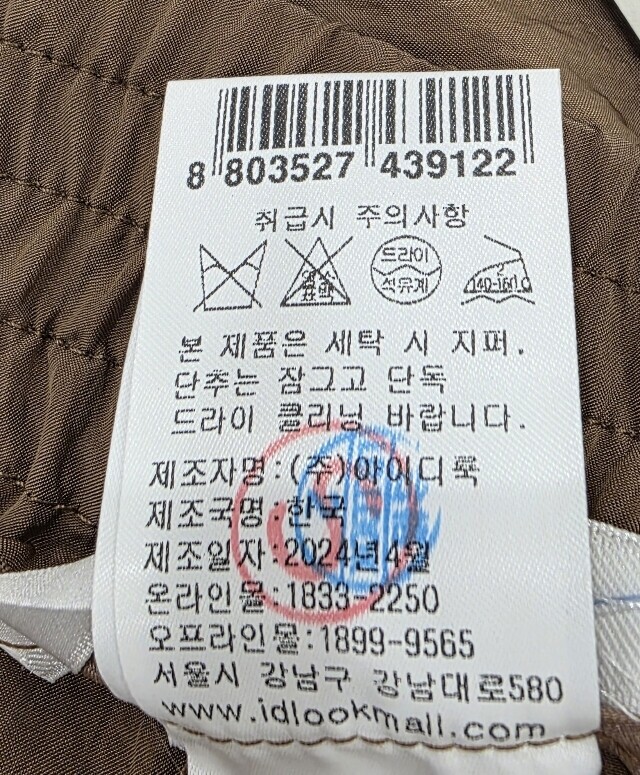 8 803527 439122
취급시 주의사항
염소 표백
드라이
석유계
140-160℃
본 제품은 세탁 시 지퍼.
단추는 잠그고 단독
드라이 클리닝 바랍니다.
제조자명:(주)아이디룩
제조국명:한국
제조일자:2024년4월
온라인몰:1833-2250
오프라인몰:1899-9565
서울시 강남구 강남대로580
www.idlookmall.com